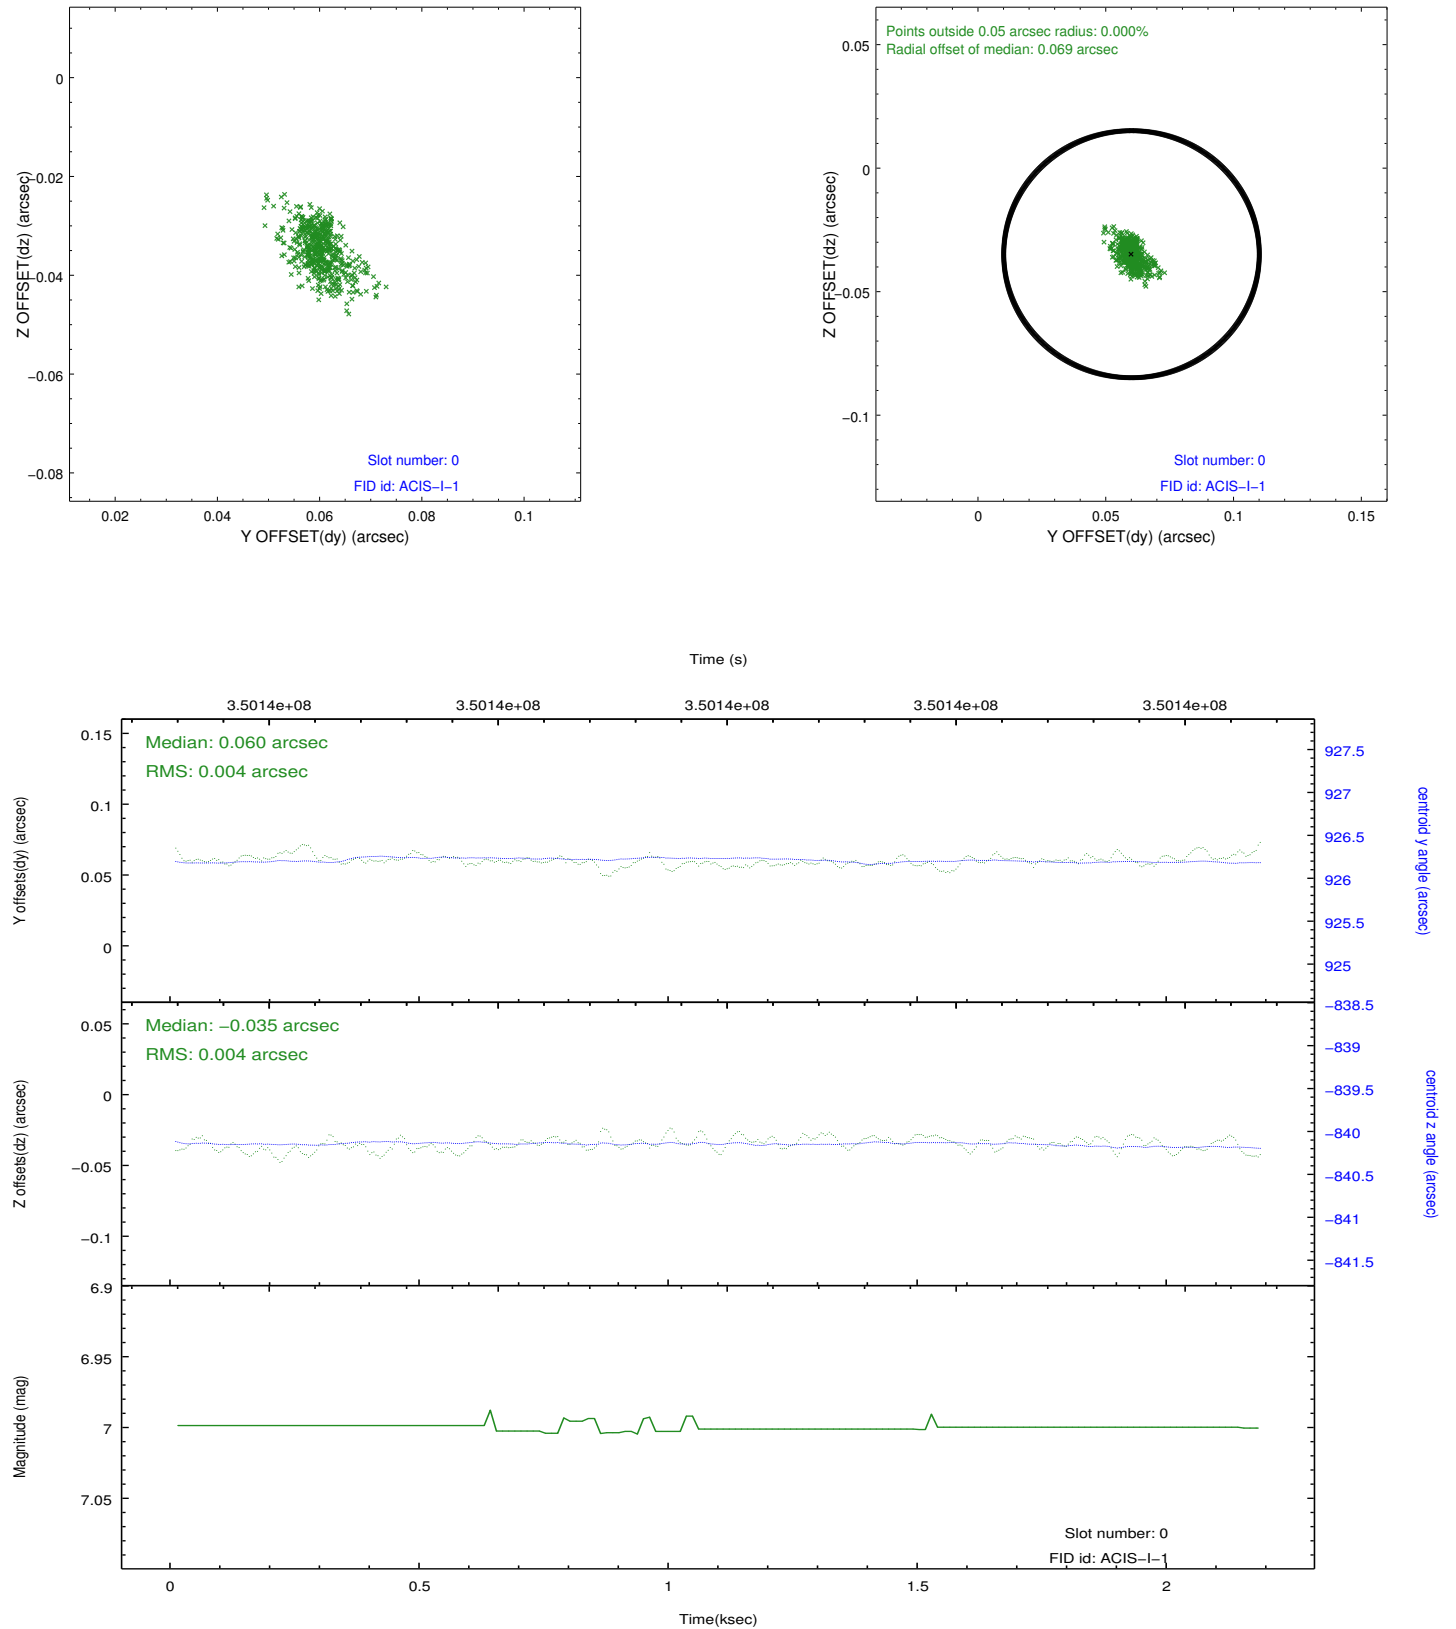 0
−0.02
−0.04
−0.06
−0.08
Z OFFSET(dz) (arcsec)
Slot number: 0
FID id: ACIS−I−1
0.02 0.04 0.06 0.08 0.1
Y OFFSET(dy) (arcsec)
Points outside 0.05 arcsec radius: 0.000%
Radial offset of median: 0.069 arcsec
0.05
0
−0.05
−0.1
Z OFFSET(dz) (arcsec)
Slot number: 0
FID id: ACIS−I−1
0 0.05 0.1 0.15
Y OFFSET(dy) (arcsec)
Time (s)
3.5014e+08 3.5014e+08 3.5014e+08 3.5014e+08 3.5014e+08
Median: 0.060 arcsec
RMS: 0.004 arcsec
0.15
0.1
0.05
0
Y offsets(dy) (arcsec)
927.5
927
926.5
926
925.5
925
centroid y angle (arcsec)
Median: −0.035 arcsec
RMS: 0.004 arcsec
0.05
0
−0.05
−0.1
Z offsets(dz) (arcsec)
−838.5
−839
−839.5
−840
−840.5
−841
−841.5
centroid z angle (arcsec)
6.9
6.95
7
7.05
Magnitude (mag)
Slot number: 0
FID id: ACIS−I−1
0 0.5 1 1.5 2
Time(ksec)